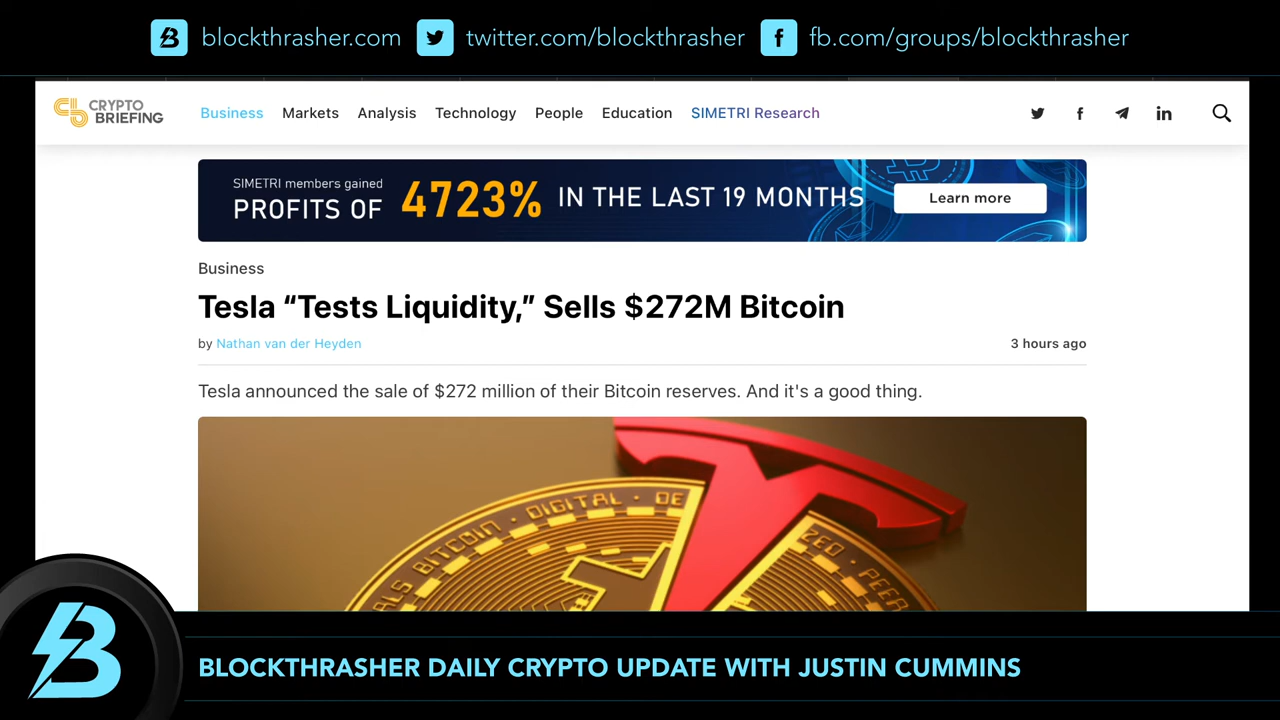 blockthrasher.com twitter.com/blockthrasher fb.com/groups/blockthrasher
CRYPTO
BRIEFING
Business Markets Analysis Technology People Education SIMETRI Research
SIMETRI members gained
PROFITS OF 4723% IN THE LAST 19 MONTHS Learn more
Business
Tesla “Tests Liquidity,” Sells $272M Bitcoin
by Nathan van der Heyden 3 hours ago
Tesla announced the sale of $272 million of their Bitcoin reserves. And it's a good thing.
ALS BITCOIN · DIGITAL · DE
ZED · PEER
BLOCKTHRASHER DAILY CRYPTO UPDATE WITH JUSTIN CUMMINS